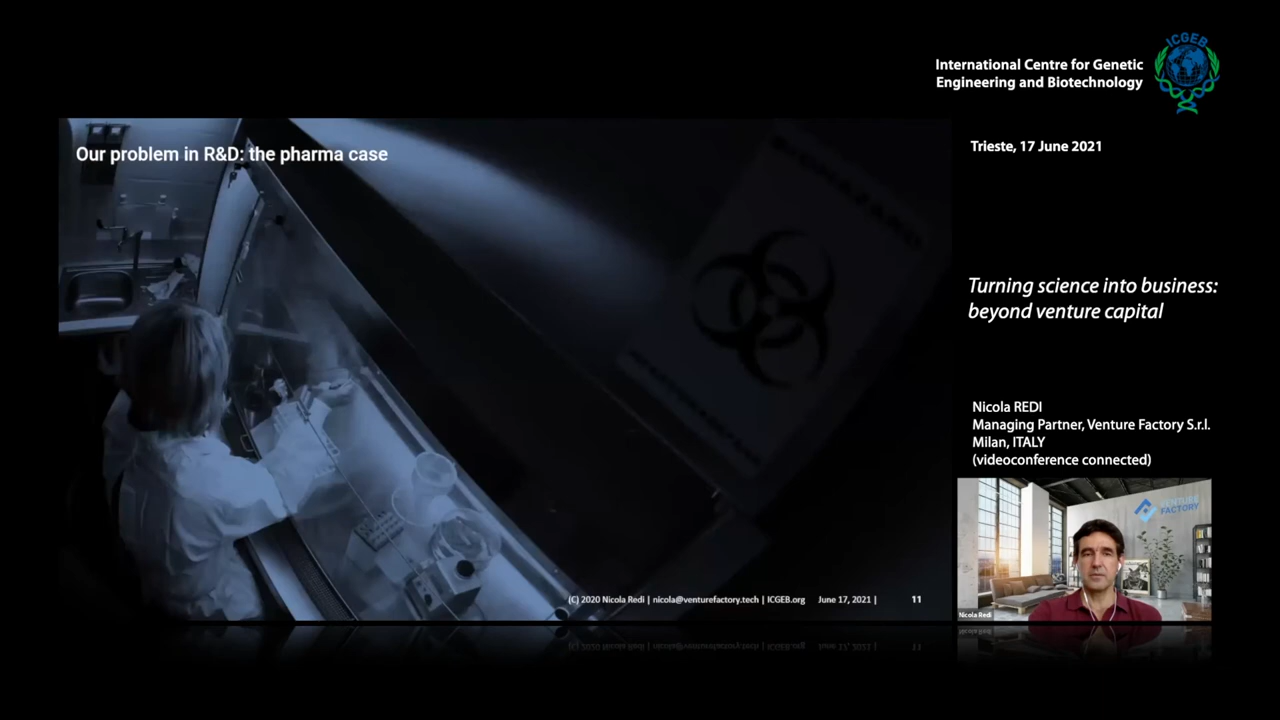 ICGEB
International Centre for Genetic
Engineering and Biotechnology
Trieste, 17 June 2021
Our problem in R&D: the pharma case
Turning science into business:
beyond venture capital
Nicola REDI
Managing Partner, Venture Factory S.r.l.
Milan, ITALY
(videoconference connected)
VENTURE
FACTORY
Nicola Redi
(C) 2020 Nicola Redi | nicola@venturefactory.tech | ICGEB.org June 17, 2021 | 11